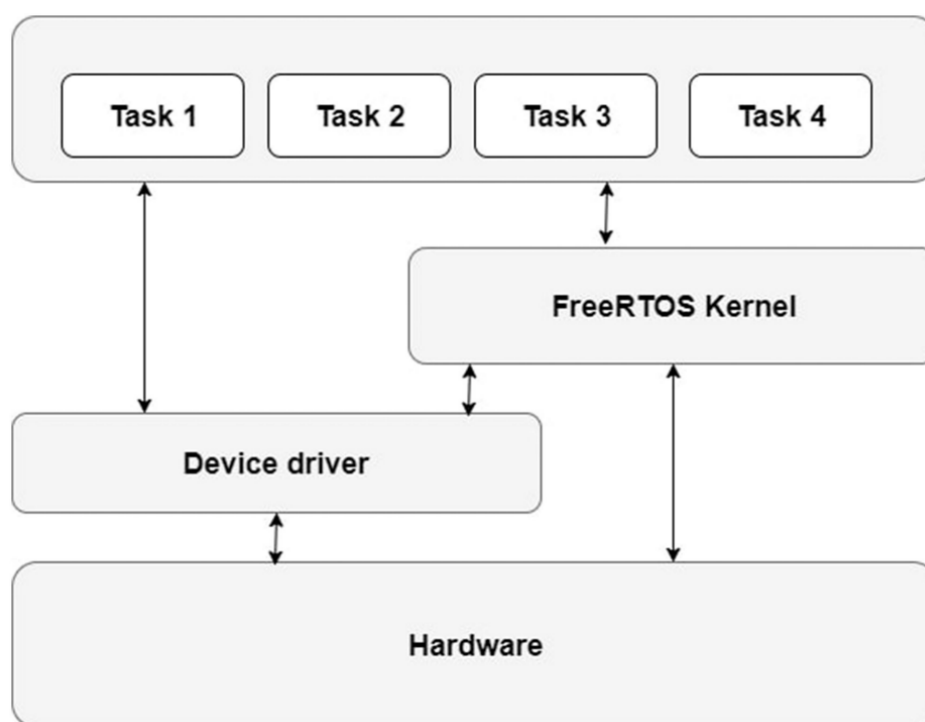 Task 1
Task 2
Task 3
Task 4
FreeRTOS Kernel
Device driver
Hardware